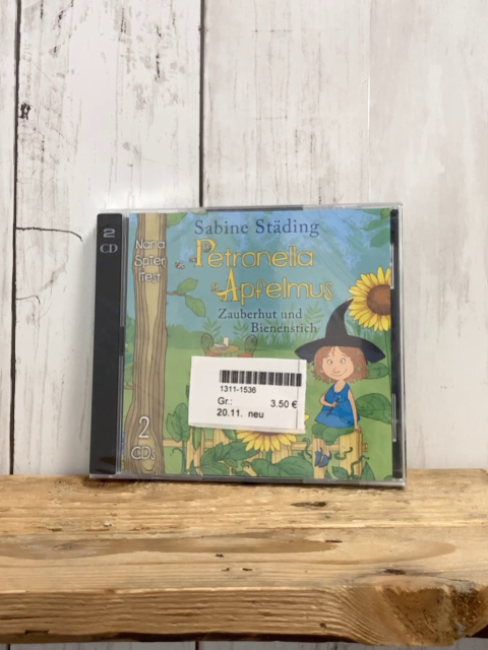 2
CD
Sabine Städing
Petronella
Apfelmus
Zauberhut und
Bienenstich
Nana
Spier
liest
1311-1536
Gr.: 3.50 €
20.11. neu
2
CDs